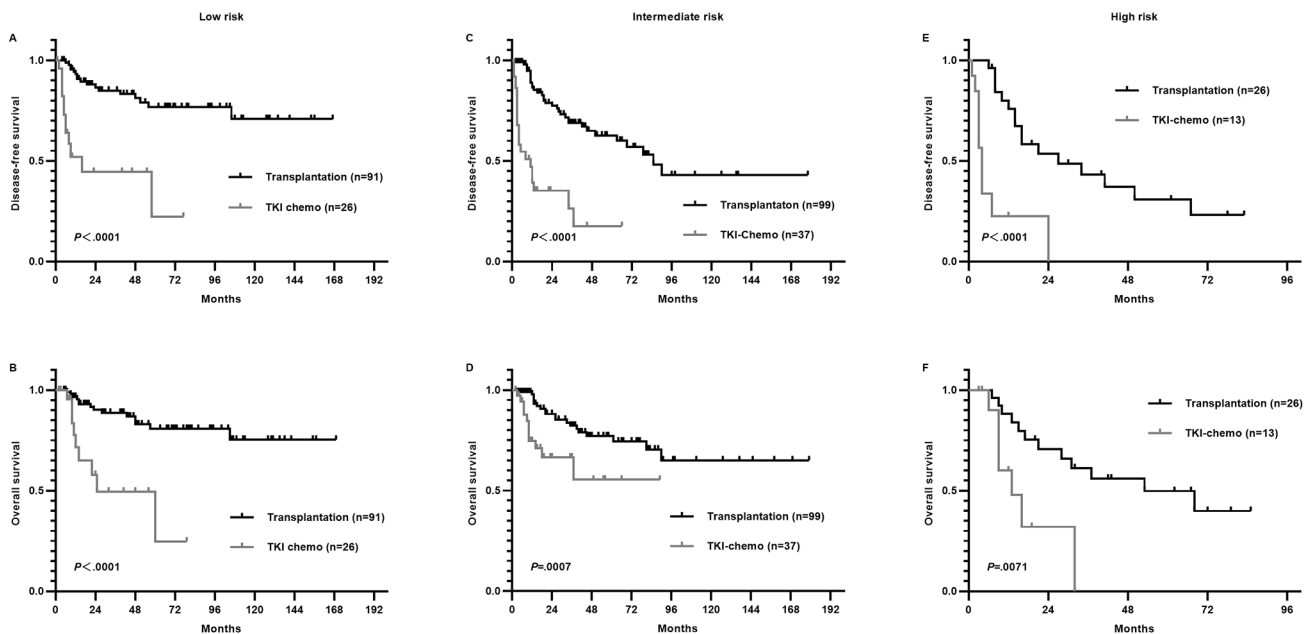 Low risk
Intermediate risk
High risk
A
Disease-free survival
1.0
0.5
0.0
Transplantation (n=91)
TKI chemo (n=26)
P<.0001
0 24 48 72 96 120 144 168 192
Months
C
Disease-free survival
1.0
0.5
0.0
Transplantaton (n=99)
TKI-Chemo (n=37)
P<.0001
0 24 48 72 96 120 144 168 192
Months
E
Disease-free survival
1.0
0.5
0.0
Transplantation (n=26)
TKI-chemo (n=13)
P<.0001
0 24 48 72 96
Months
B
Overall survival
1.0
0.5
0.0
Transplantation (n=91)
TKI chemo (n=26)
P<.0001
0 24 48 72 96 120 144 168 192
Months
D
Overall survival
1.0
0.5
0.0
Transplantation (n=99)
TKI-chemo (n=37)
P=.0007
0 24 48 72 96 120 144 168 192
Months
F
Overall survival
1.0
0.5
0.0
Transplantation (n=26)
TKI-chemo (n=13)
P=.0071
0 24 48 72 96
Months